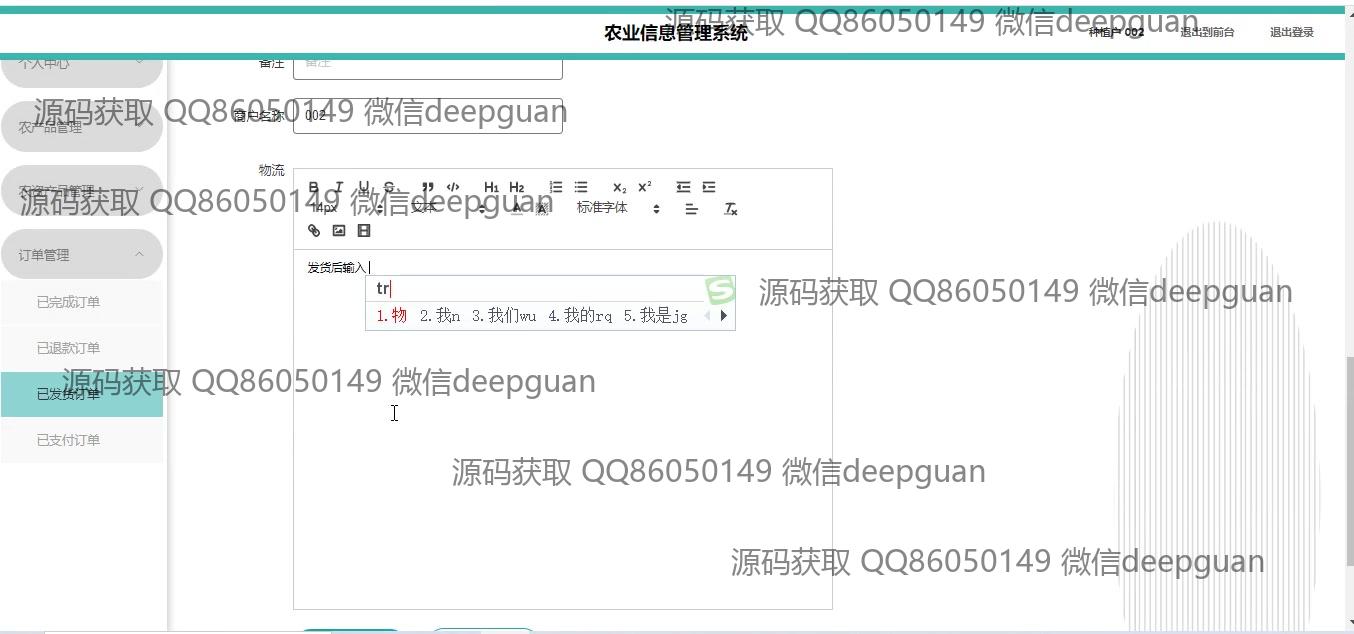 农业信息管理系统
种植户 002
退出到前台
退出登录
源码获取 QQ86050149 微信deepguan
个人中心
备注
备注
农产品管理
商户名称
002
源码获取 QQ86050149 微信deepguan
农资产品管理
物流
B I U S ” </> H1 H2 X₂ X²
14px 文本 A A 标准字体
源码获取 QQ86050149 微信deepguan
订单管理
发货后输入
tr
1.物 2.我n 3.我们wu 4.我的rq 5.我是jg
源码获取 QQ86050149 微信deepguan
已完成订单
已退款订单
已发货订单
源码获取 QQ86050149 微信deepguan
已支付订单
源码获取 QQ86050149 微信deepguan
源码获取 QQ86050149 微信deepguan